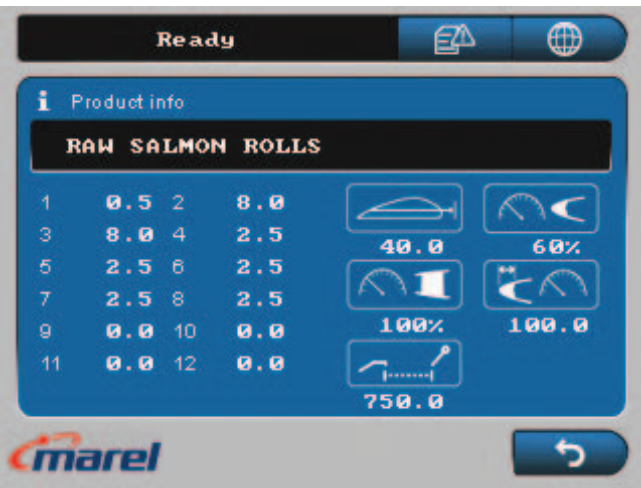 Ready
i Product info
RAW SALMON ROLLS
1 0.5 2 8.0
3 8.0 4 2.5
5 2.5 6 2.5
7 2.5 8 2.5
9 0.0 10 0.0
11 0.0 12 0.0
40.0 60%
100% 100.0
750.0
marel